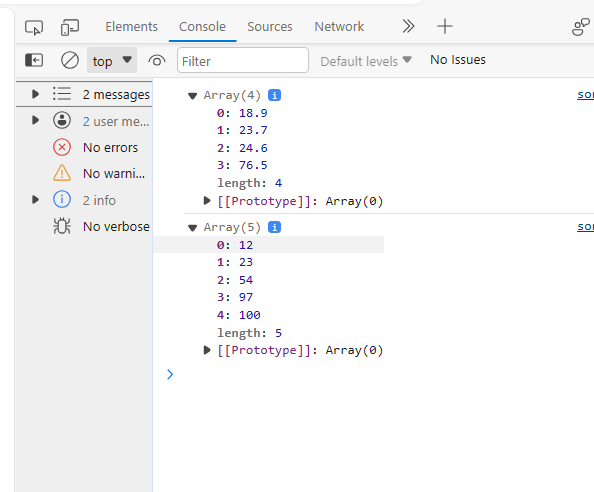 Elements Console Sources Network
top Filter Default levels No Issues
2 messages
2 user me...
No errors
No warni...
2 info
No verbose
Array(4) i
0: 18.9
1: 23.7
2: 24.6
3: 76.5
length: 4
[[Prototype]]: Array(0)
Array(5) i
0: 12
1: 23
2: 54
3: 97
4: 100
length: 5
[[Prototype]]: Array(0)